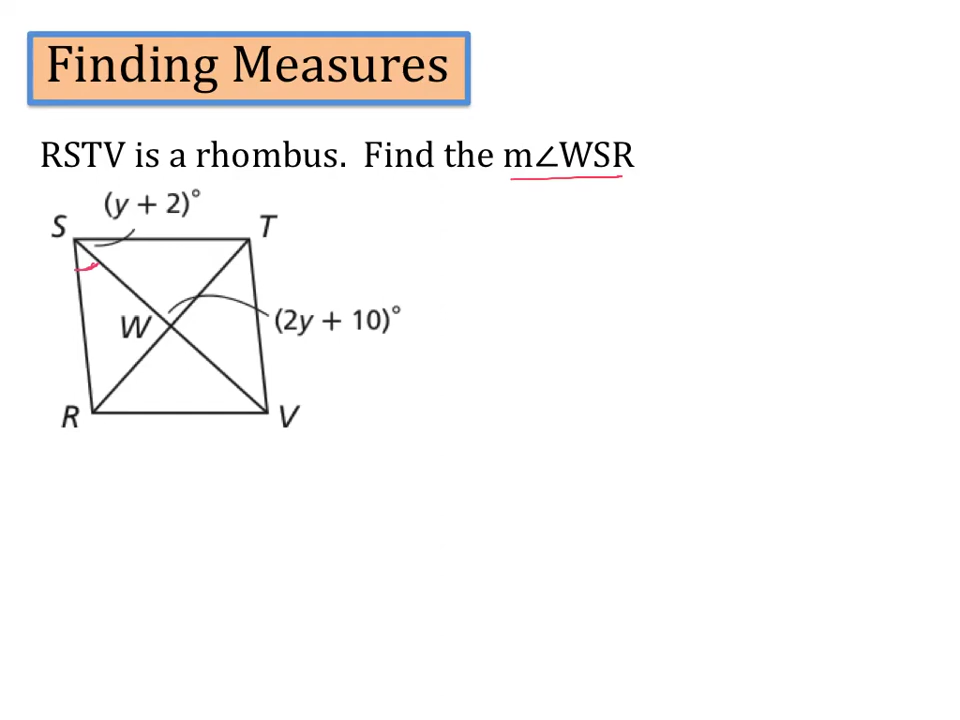 Finding Measures
RSTV is a rhombus. Find the m∠WSR
(y + 2)°
S
T
W
(2y + 10)°
R
V